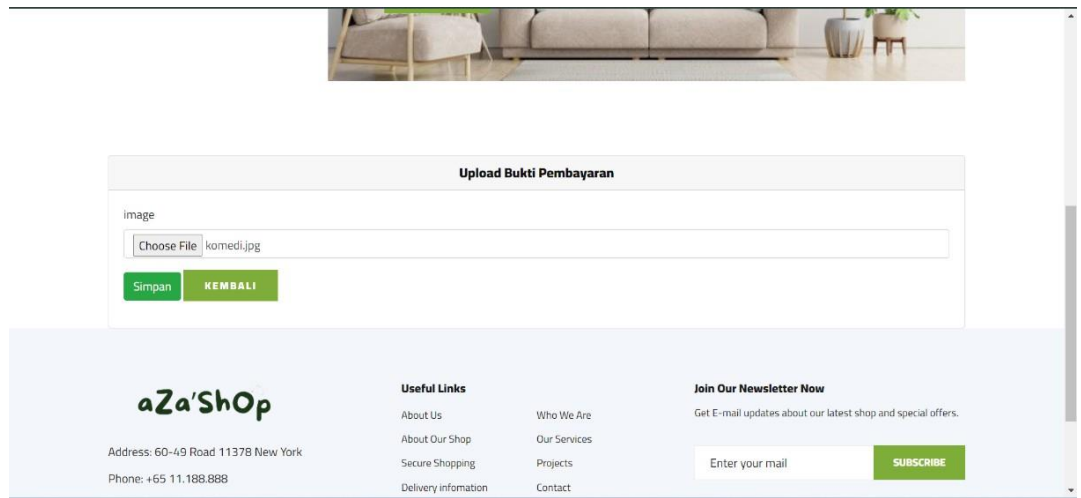 Upload Bukti Pembayaran
image
Choose File komedi.jpg
Simpan KEMBALI
aZa'ShOp
Address: 60-49 Road 11378 New York
Phone: +65 11.188.888
Useful Links
About Us
About Our Shop
Secure Shopping
Delivery infomation
Who We Are
Our Services
Projects
Contact
Join Our Newsletter Now
Get E-mail updates about our latest shop and special offers.
Enter your mail SUBSCRIBE